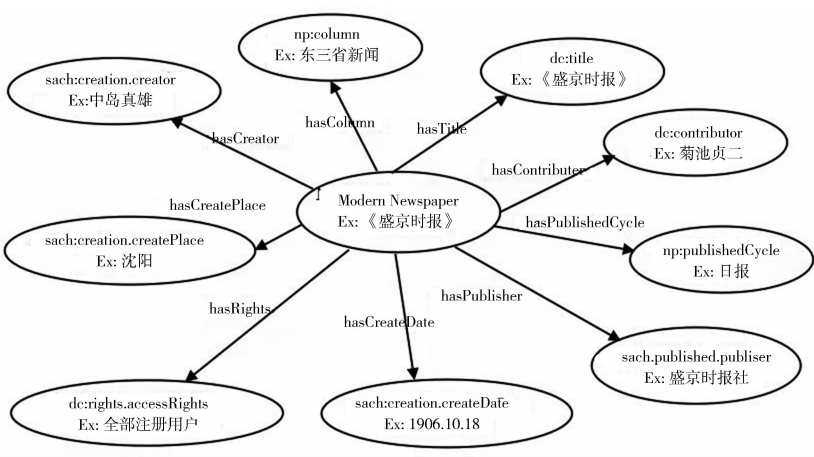 np:column
Ex: 东三省新闻
dc:title
Ex: 《盛京时报》
sach:creation.creator
Ex:中岛真雄
hasColumn
hasTitle
dc:contributor
Ex: 菊池贞二
hasCreator
hasContributer
hasCreatePlace
Modern Newspaper
Ex: 《盛京时报》
hasPublishedCycle
sach:creation.createPlace
Ex: 沈阳
np:publishedCycle
Ex: 日报
hasRights
hasCreateDate
hasPublisher
sach.published.publiser
Ex: 盛京时报社
dc:rights.accessRights
Ex: 全部注册用户
sach:creation.createDate
Ex: 1906.10.18